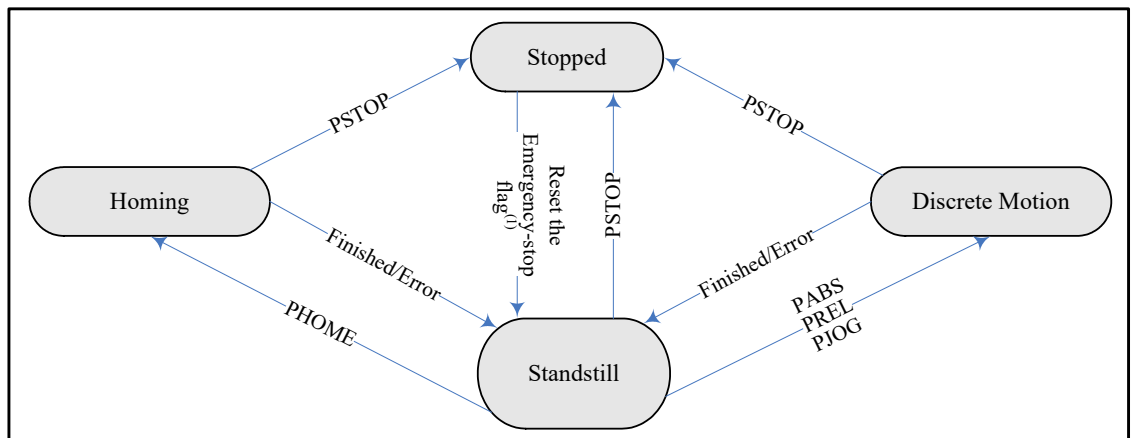 Stopped
PSTOP
PSTOP
Reset the
Emergency-stop
flag(1)
PSTOP
Homing
Discrete Motion
Finished/Error
Finished/Error
PHOME
PABS
PREL
PJOG
Standstill